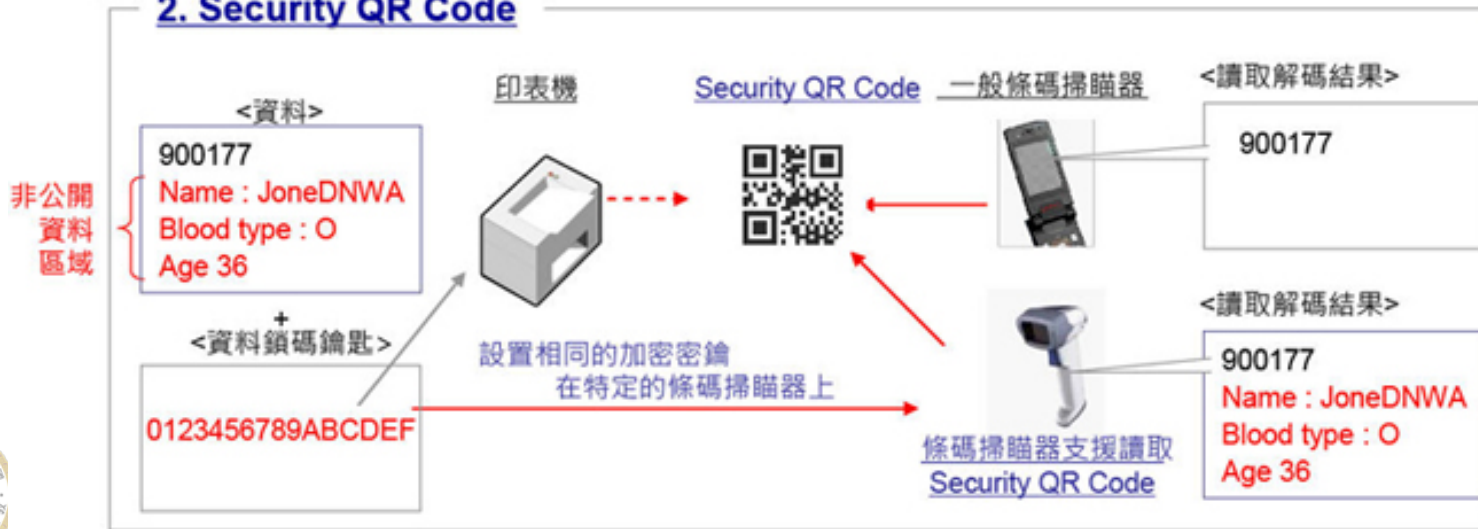 2. Security QR Code
<資料>
900177
Name : JoneDNWA
Blood type : O
Age 36
非公開
資料
區域
+
<資料鎖碼鑰匙>
0123456789ABCDEF
印表機
Security QR Code
一般條碼掃瞄器
<讀取解碼結果>
900177
設置相同的加密密鑰
在特定的條碼掃瞄器上
條碼掃瞄器支援讀取
Security QR Code
<讀取解碼結果>
900177
Name : JoneDNWA
Blood type : O
Age 36